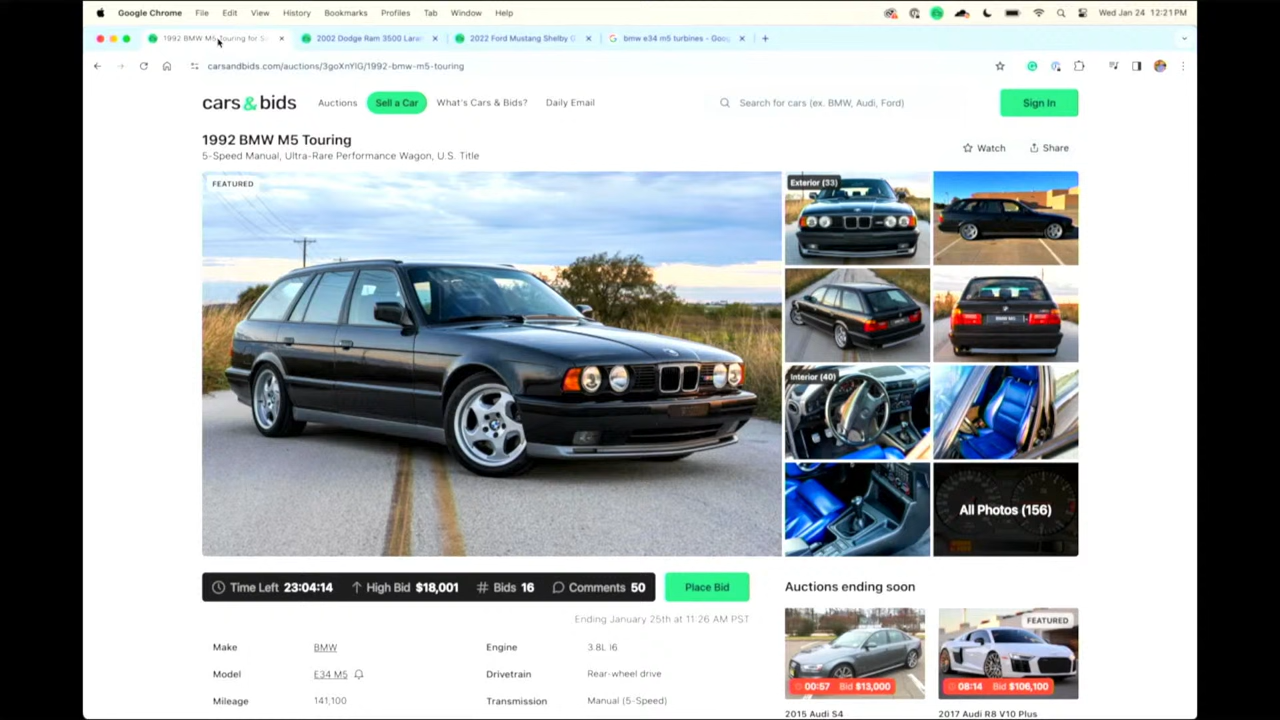 Google Chrome File Edit View History Bookmarks Profiles Tab Window Help Wed Jan 24 12:21PM
1992 BMW M5 Touring for S
2002 Dodge Ram 3500 Lara
2022 Ford Mustang Shelby G
bmw e34 m5 turbines - Goo
carsandbids.com/auctions/3goXnYlG/1992-bmw-m5-touring
cars & bids Auctions Sell a Car What's Cars & Bids? Daily Email Search for cars (ex. BMW, Audi, Ford) Sign In
1992 BMW M5 Touring
5-Speed Manual, Ultra-Rare Performance Wagon, U.S. Title
Watch Share
FEATURED
Exterior (33)
Interior (40)
All Photos (156)
Time Left 23:04:14 High Bid $18,001 # Bids 16 Comments 50 Place Bid
Ending January 25th at 11:26 AM PST
Make BMW Engine 3.8L I6
Model E34 M5 Drivetrain Rear-wheel drive
Mileage 141,100 Transmission Manual (5-Speed)
Auctions ending soon
FEATURED
00:57 Bid $13,000
08:14 Bid $106,100
2015 Audi S4
2017 Audi R8 V10 Plus